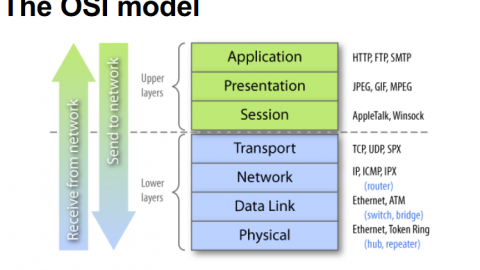 The OSI model
Receive from network
Send to network
Upper
layers
Application
HTTP, FTP, SMTP
Presentation
JPEG, GIF, MPEG
Session
AppleTalk, Winsock
Lower
layers
Transport
TCP, UDP, SPX
Network
IP, ICMP, IPX
(router)
Data Link
Ethernet, ATM
(switch, bridge)
Physical
Ethernet, Token Ring
(hub, repeater)